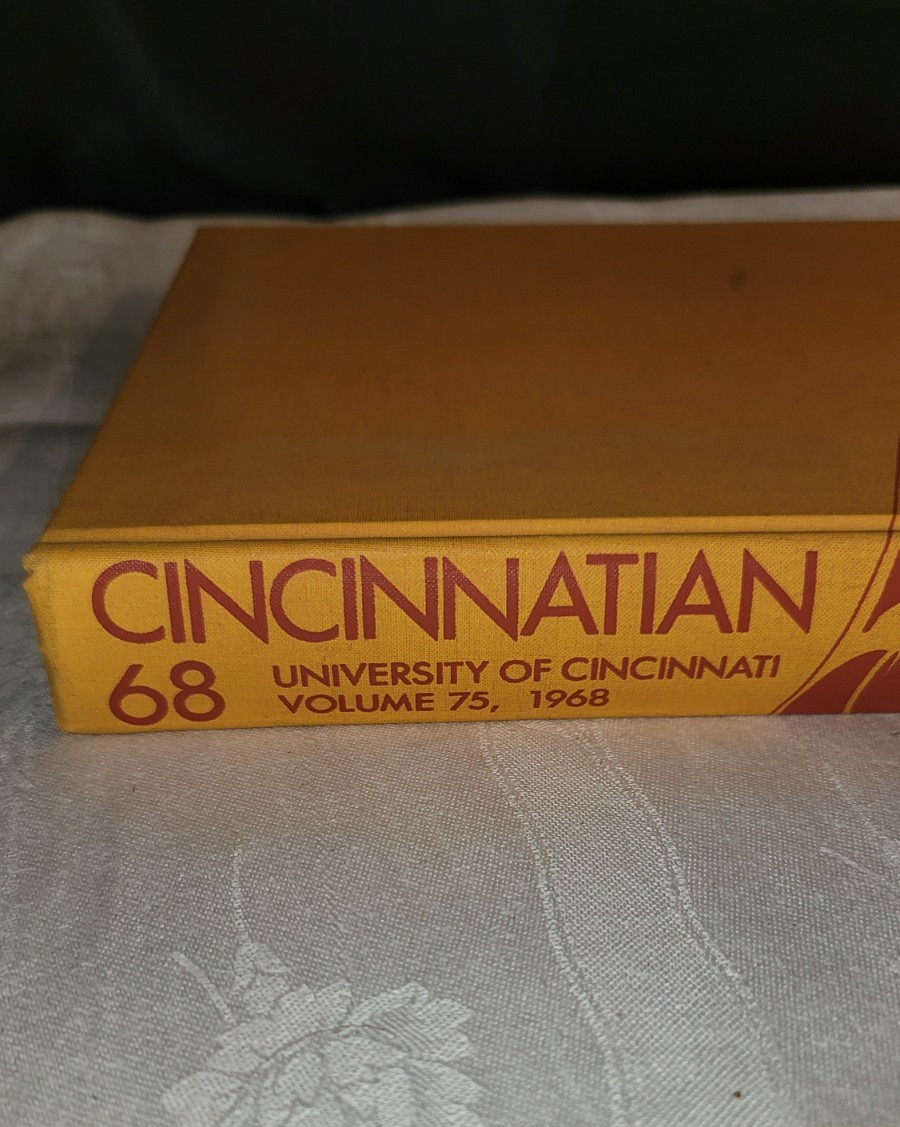 CINCINNATIAN
68
UNIVERSITY OF CINCINNATI
VOLUME 75, 1968